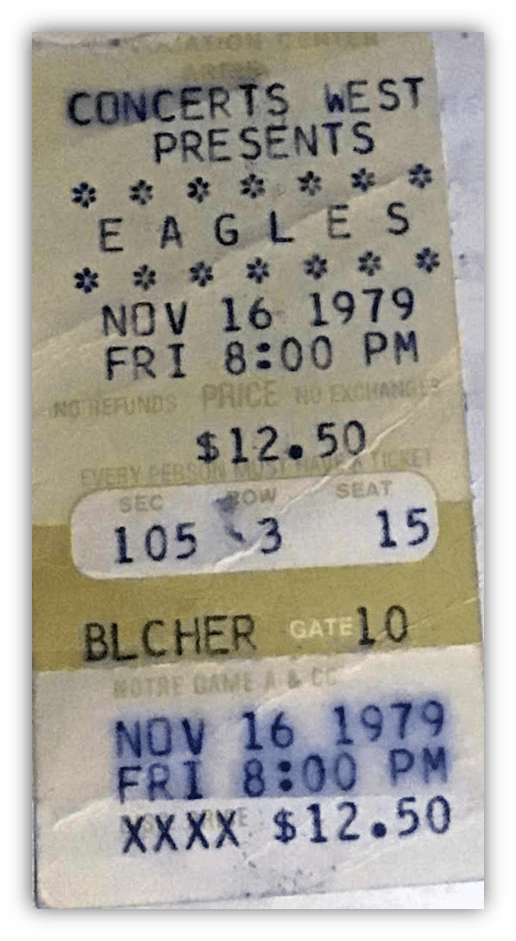 CENTER
CONCERTS WEST
PRESENTS
* * * * * * *
E A G L E S
* * * * * * *
NOV 16 1979
FRI 8:00 PM
NO REFUNDS PRICE NO EXCHANGES
$12.50
EVERY PERSON MUST HAVE A TICKET
SEC ROW SEAT
105 3 15
BLCHER GATE 10
NOTRE DAME A & CC
NOV 16 1979
FRI 8:00 PM
XXXX $12.50